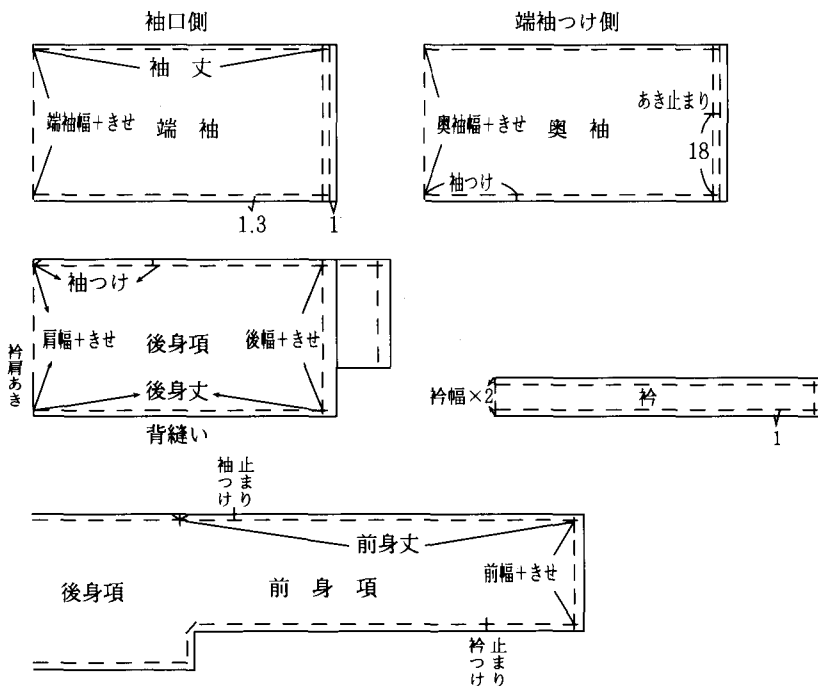 袖口側
袖丈
端袖幅+きせ
端袖
1.3
1
端袖つけ側
あき止まり
奥袖幅+きせ
奥袖
18
袖つけ
袖つけ
肩幅+きせ
後身項
後幅+きせ
衿肩あき
後身丈
背縫い
衿幅×2
衿
1
袖つけ
止まり
前身丈
後身項
前身項
前幅+きせ
衿つけ
止まり